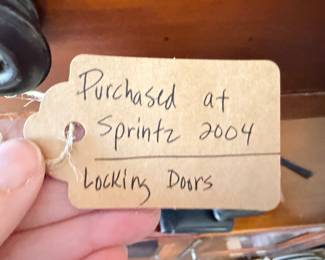 Purchased at
Sprintz 2004
Locking Doors